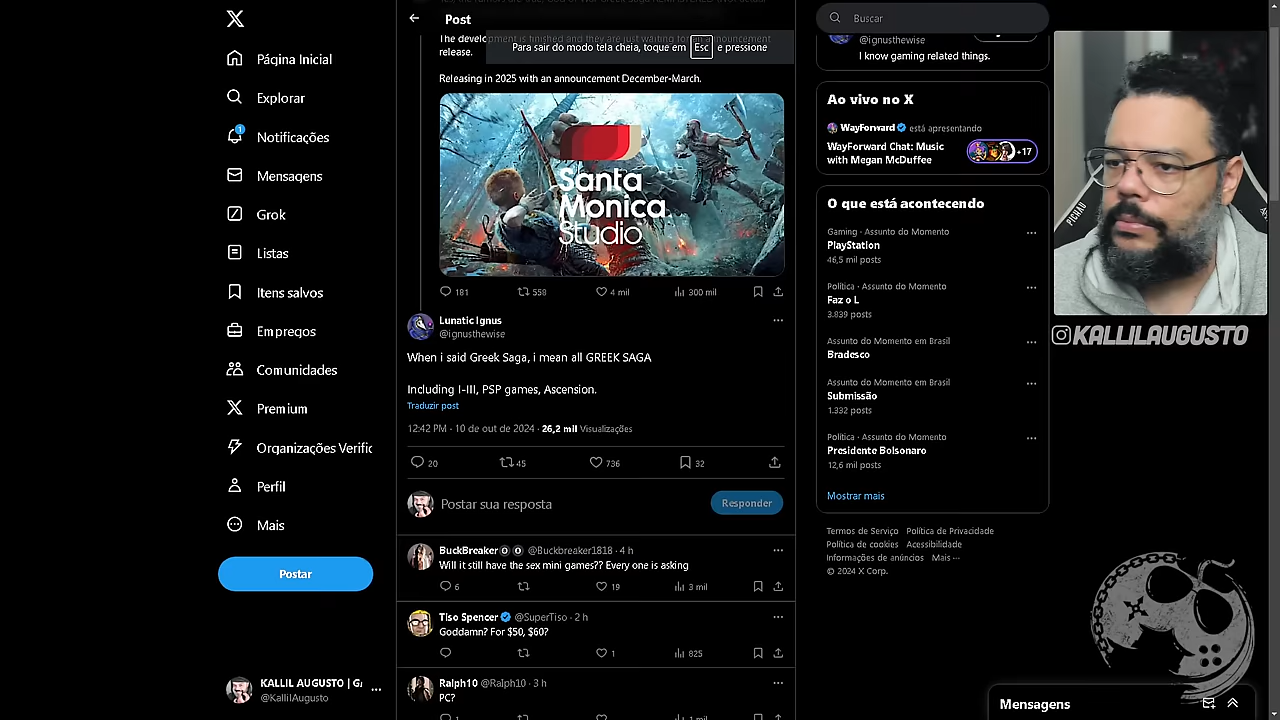 Página Inicial
Explorar
1
Notificações
Mensagens
Grok
Listas
Itens salvos
Empregos
Comunidades
Premium
Organizações Verific
Perfil
Mais
Postar
KALLIL AUGUSTO | GA
@KallilAugusto
Post
The development is finished and they are just waiting for an announcement
release.
Para sair do modo tela cheia, toque em Esc e pressione
Releasing in 2025 with an announcement December-March.
Santa
Monica
Studio
181
558
4 mil
300 mil
Lunatic Ignus
@ignusthewise
When i said Greek Saga, i mean all GREEK SAGA
Including I-III, PSP games, Ascension.
Traduzir post
12:42 PM · 10 de out de 2024 · 26,2 mil Visualizações
20
45
736
32
Postar sua resposta
Responder
BuckBreaker @Buckbreaker1818 · 4 h
Will it still have the sex mini games?? Every one is asking
6
19
3 mil
Tiso Spencer @SuperTiso · 2 h
Goddamn? For $50, $60?
1
825
Ralph10 @Ralph10 · 3 h
PC?
1
1 mil
Buscar
@ignusthewise
I know gaming related things.
Ao vivo no X
WayForward está apresentando
WayForward Chat: Music
with Megan McDuffee
+17
O que está acontecendo
Gaming · Assunto do Momento
PlayStation
46,5 mil posts
Política · Assunto do Momento
Faz o L
3.839 posts
Assunto do Momento em Brasil
Bradesco
Assunto do Momento em Brasil
Submissão
1.332 posts
Política · Assunto do Momento
Presidente Bolsonaro
12,6 mil posts
Mostrar mais
Termos de Serviço Política de Privacidade
Política de cookies Acessibilidade
Informações de anúncios Mais ···
© 2024 X Corp.
PICHAU
KALLILAUGUSTO
Mensagens